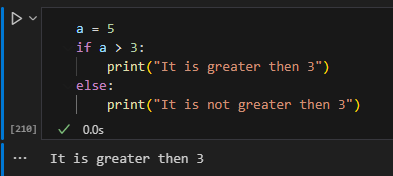 a = 5
if a > 3:
    print("It is greater then 3")
else:
    print("It is not greater then 3")
[210] 0.0s
... It is greater then 3